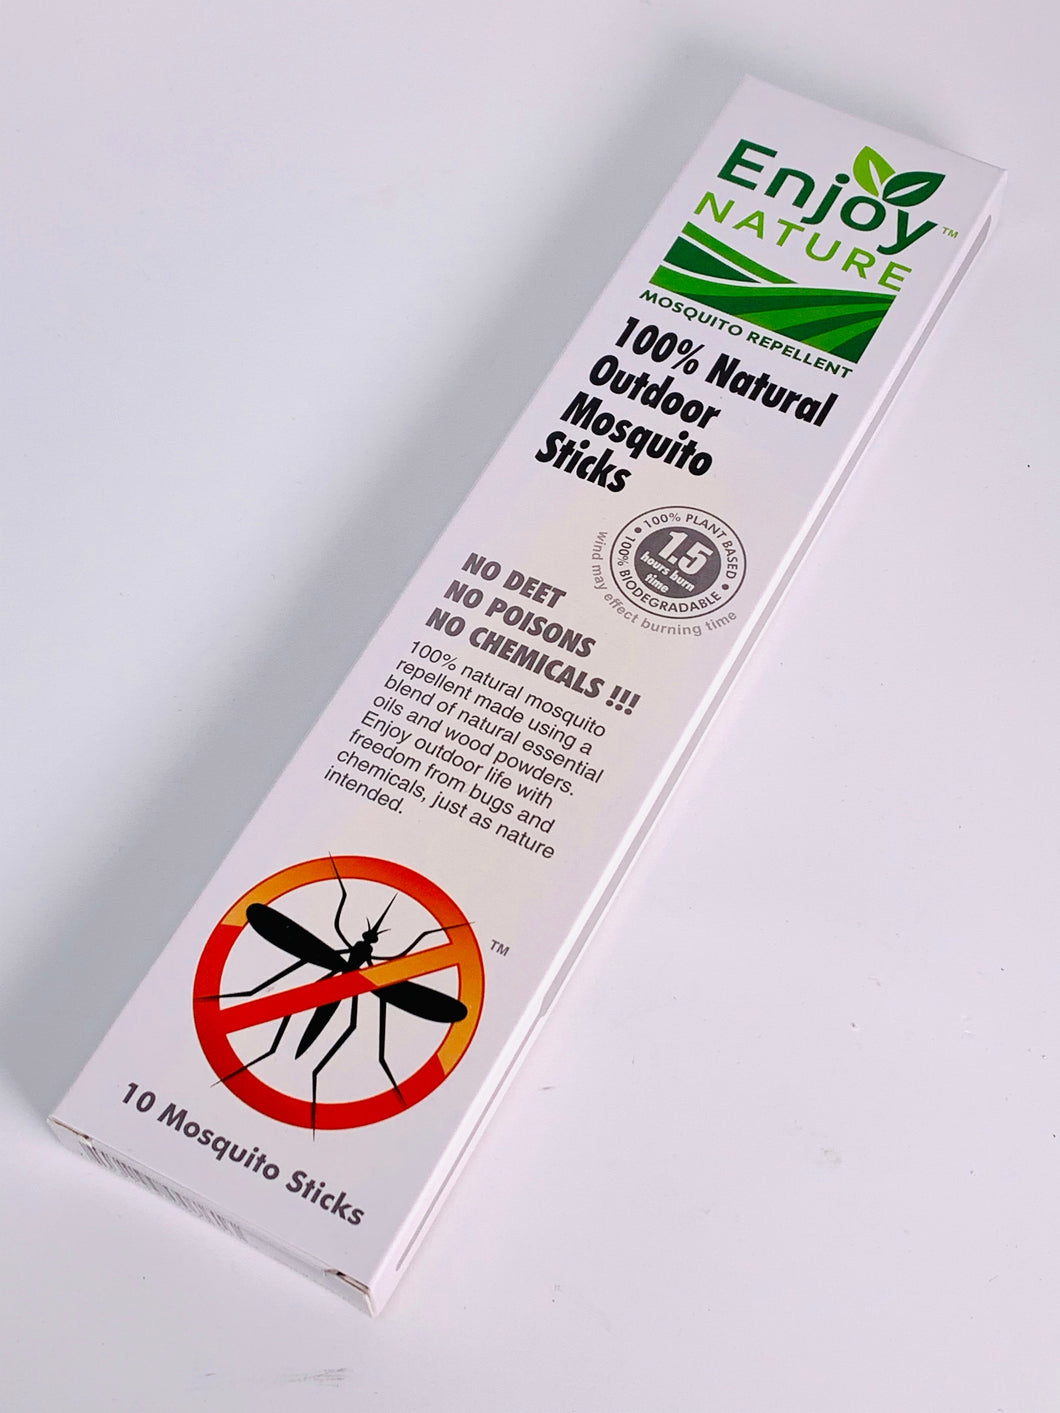 Enjoy™
NATURE
MOSQUITO REPELLENT
100% Natural
Outdoor
Mosquito
Sticks
100% PLANT BASED
1.5
hours burn
time
100% BIODEGRADABLE
wind may effect burning time
NO DEET
NO POISONS
NO CHEMICALS !!!
100% natural mosquito
repellent made using a
blend of natural essential
oils and wood powders.
Enjoy outdoor life with
freedom from bugs and
chemicals, just as nature
intended.
TM
10 Mosquito Sticks